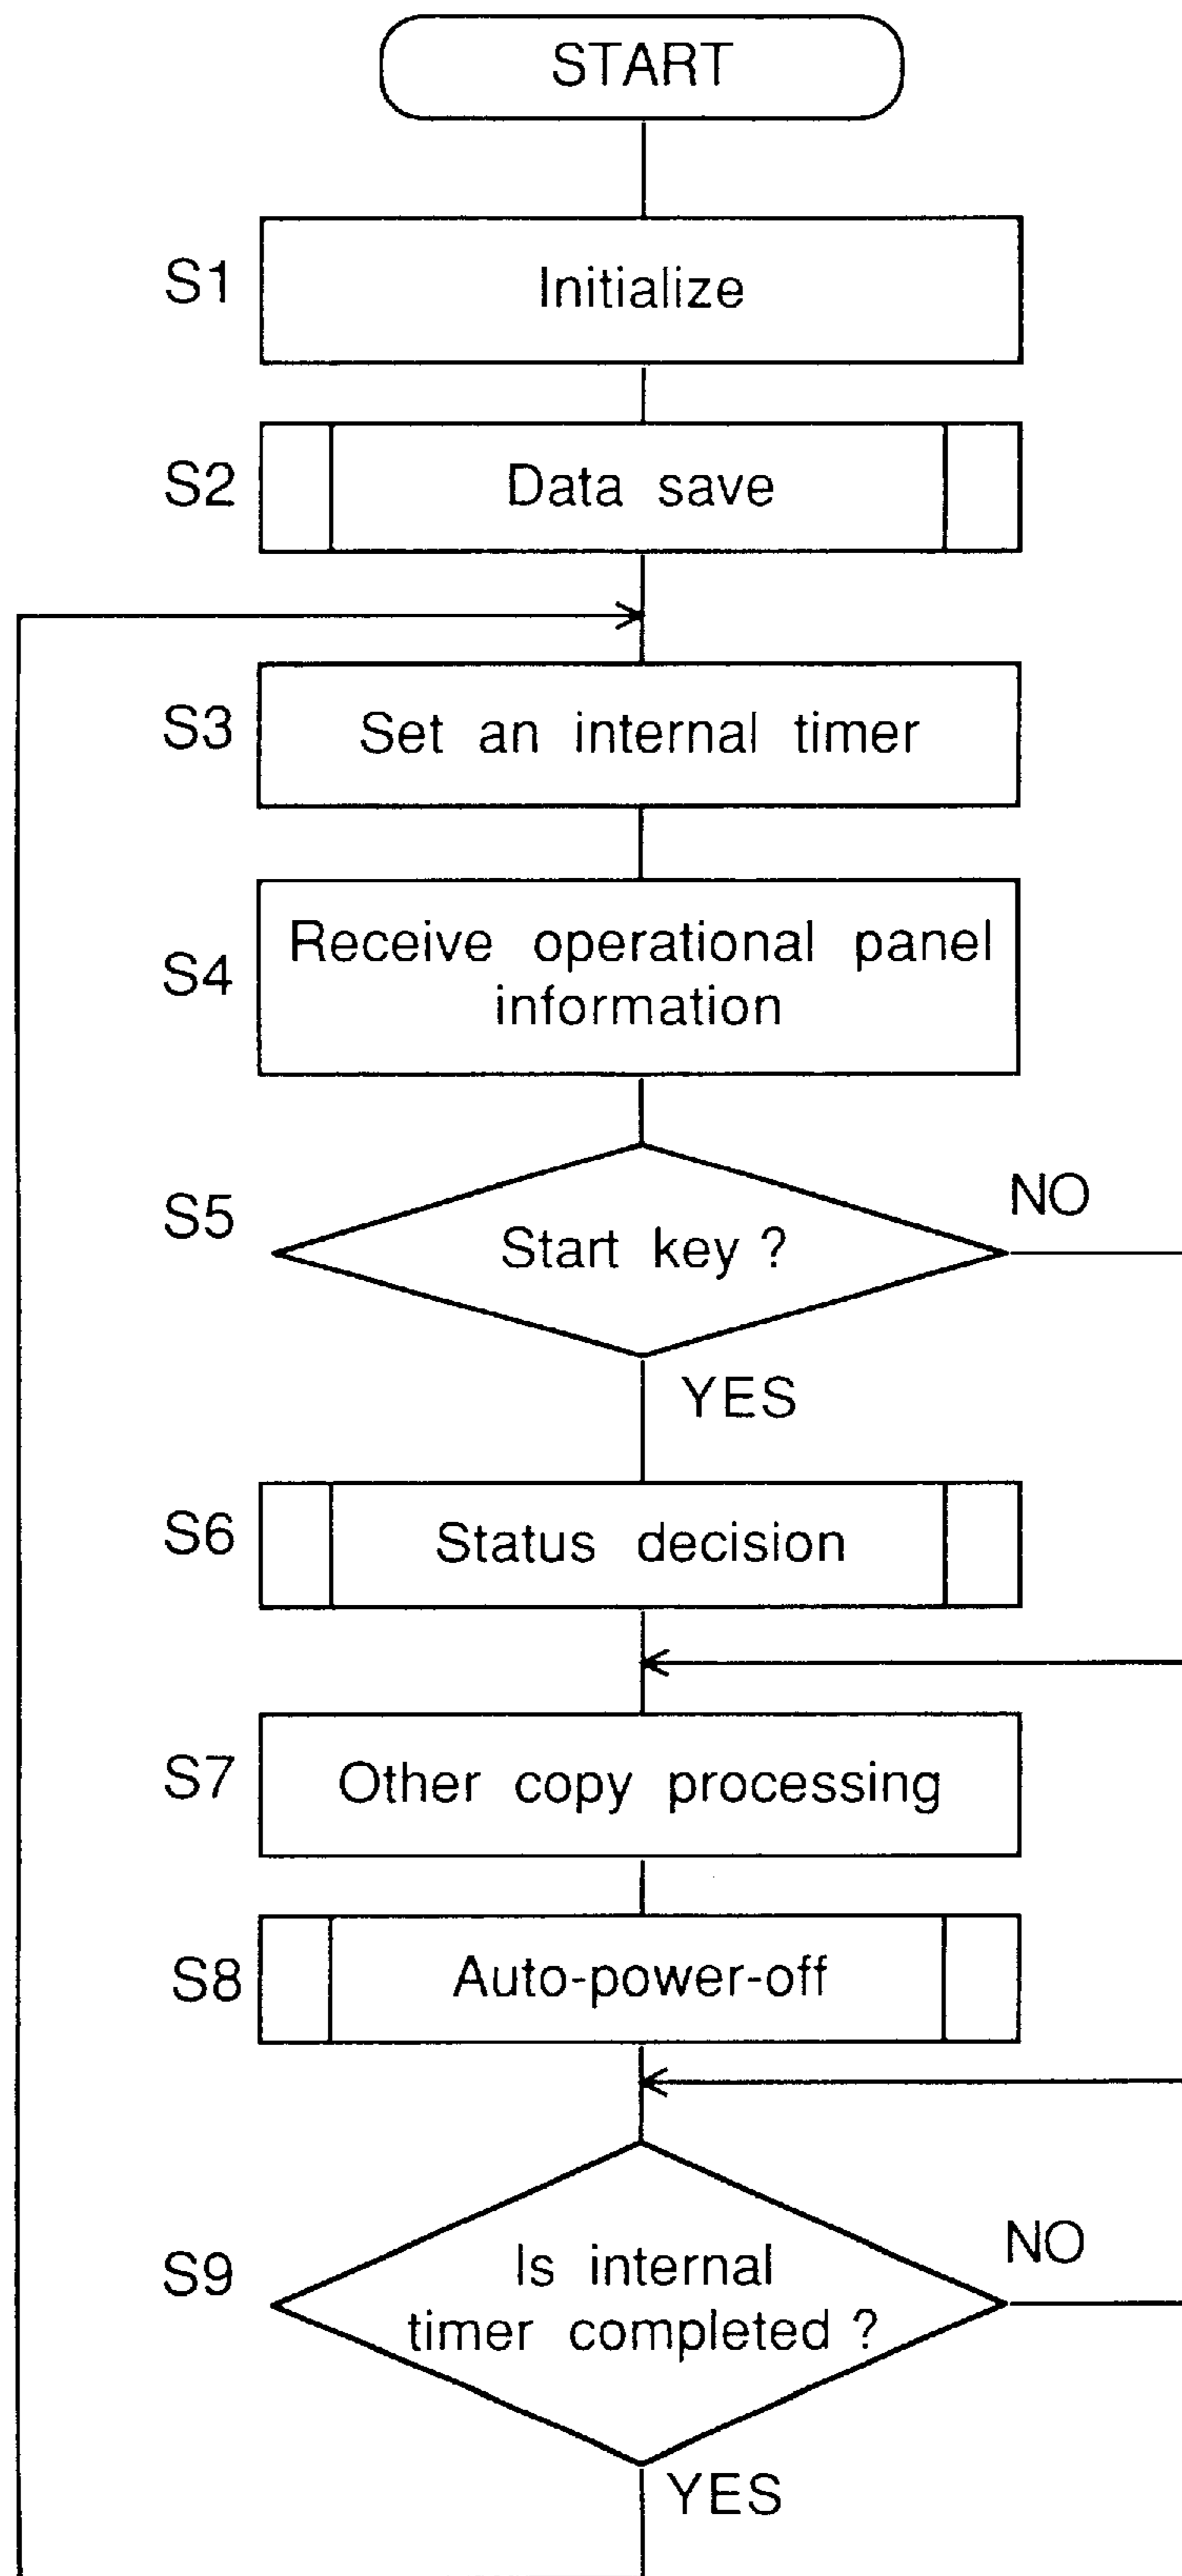 START
S1
Initialize
S2
Data save
S3
Set an internal timer
S4
Receive operational panel
information
S5
Start key ?
NO
YES
S6
Status decision
S7
Other copy processing
S8
Auto-power-off
S9
Is internal
timer completed ?
NO
YES